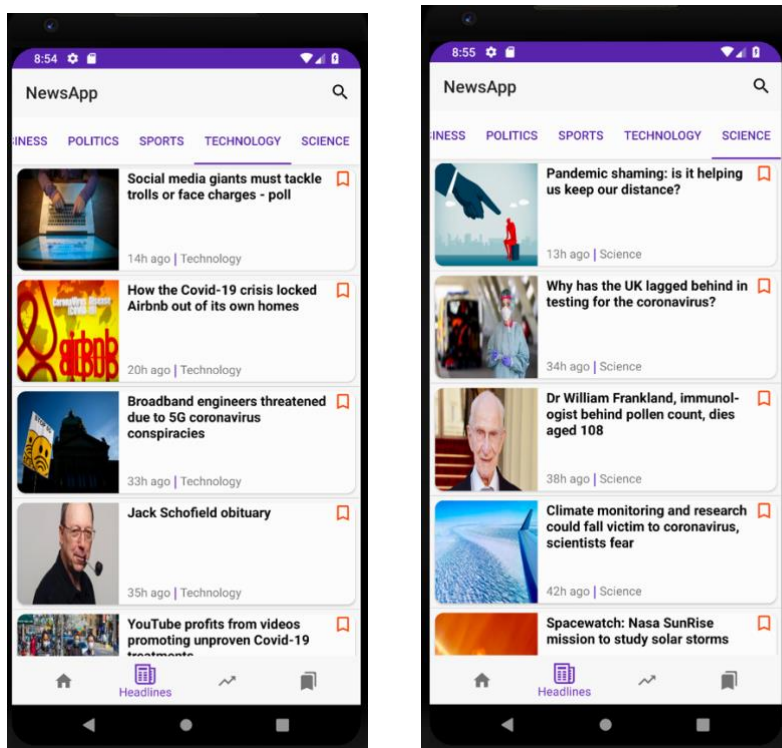 8:54
NewsApp
INESS POLITICS SPORTS TECHNOLOGY SCIENCE
Social media giants must tackle
trolls or face charges - poll
14h ago | Technology
How the Covid-19 crisis locked
Airbnb out of its own homes
20h ago | Technology
Broadband engineers threatened
due to 5G coronavirus
conspiracies
33h ago | Technology
Jack Schofield obituary
35h ago | Technology
YouTube profits from videos
promoting unproven Covid-19
treatments
Headlines
8:55
NewsApp
INESS POLITICS SPORTS TECHNOLOGY SCIENCE
Pandemic shaming: is it helping
us keep our distance?
13h ago | Science
Why has the UK lagged behind in
testing for the coronavirus?
34h ago | Science
Dr William Frankland, immunol-
ogist behind pollen count, dies
aged 108
38h ago | Science
Climate monitoring and research
could fall victim to coronavirus,
scientists fear
42h ago | Science
Spacewatch: Nasa SunRise
mission to study solar storms
Headlines